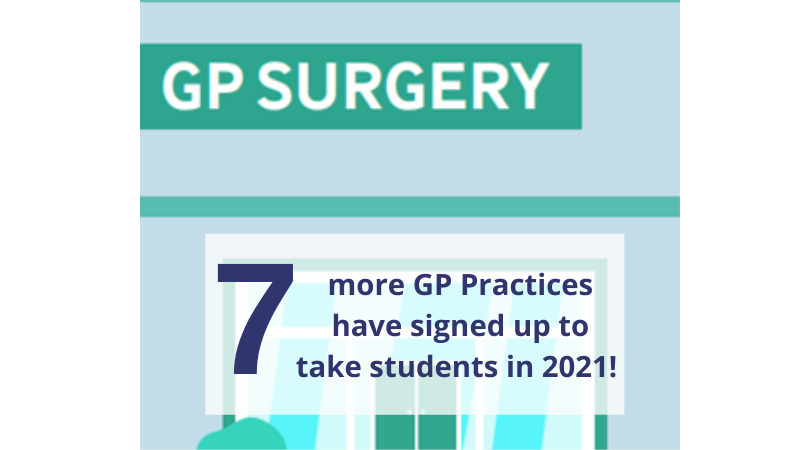 GP SURGERY
7
more GP Practices
have signed up to
take students in 2021!